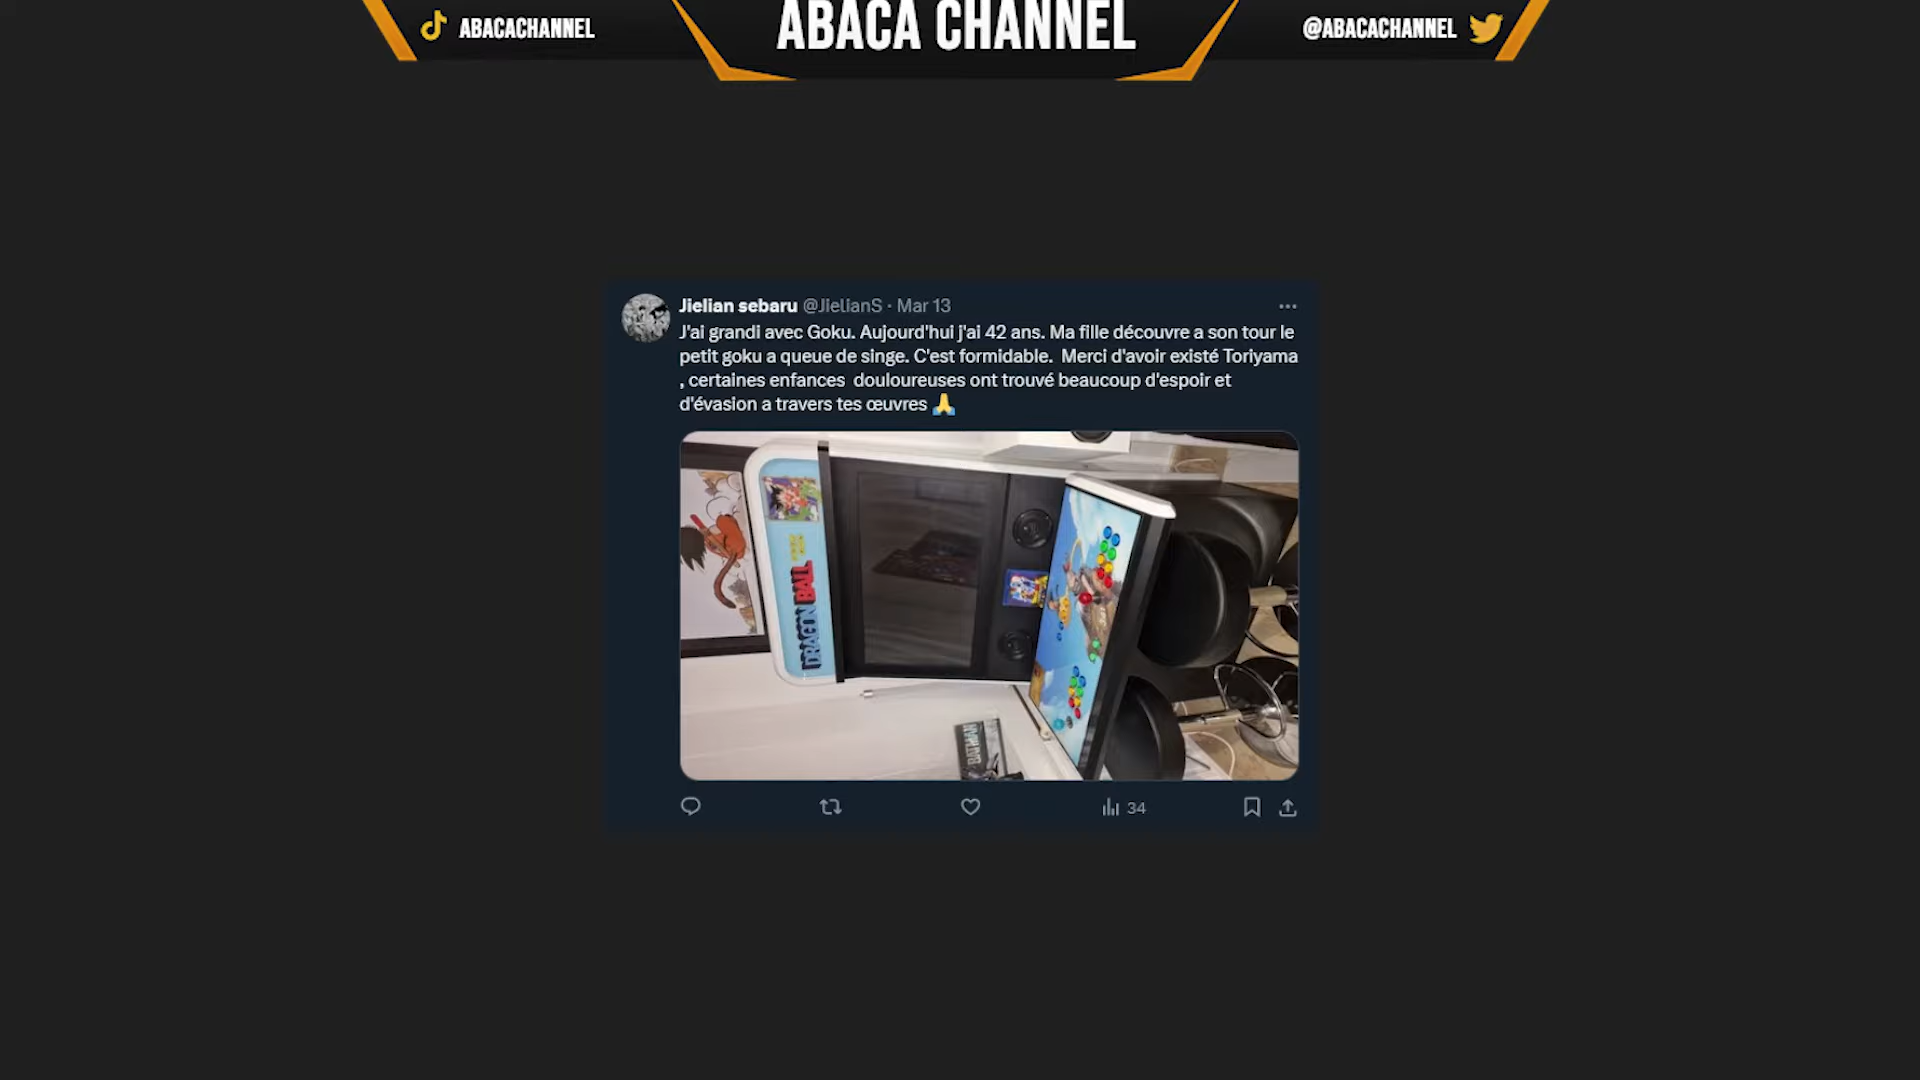 ABACACHANNEL
ABACA CHANNEL
@ABACACHANNEL
Jielian sebaru @JielianS · Mar 13
J'ai grandi avec Goku. Aujourd'hui j'ai 42 ans. Ma fille découvre a son tour le
petit goku a queue de singe. C'est formidable.  Merci d'avoir existé Toriyama
, certaines enfances  douloureuses ont trouvé beaucoup d'espoir et
d'évasion a travers tes œuvres 🙏
DRAGON BALL
BATMAN
34